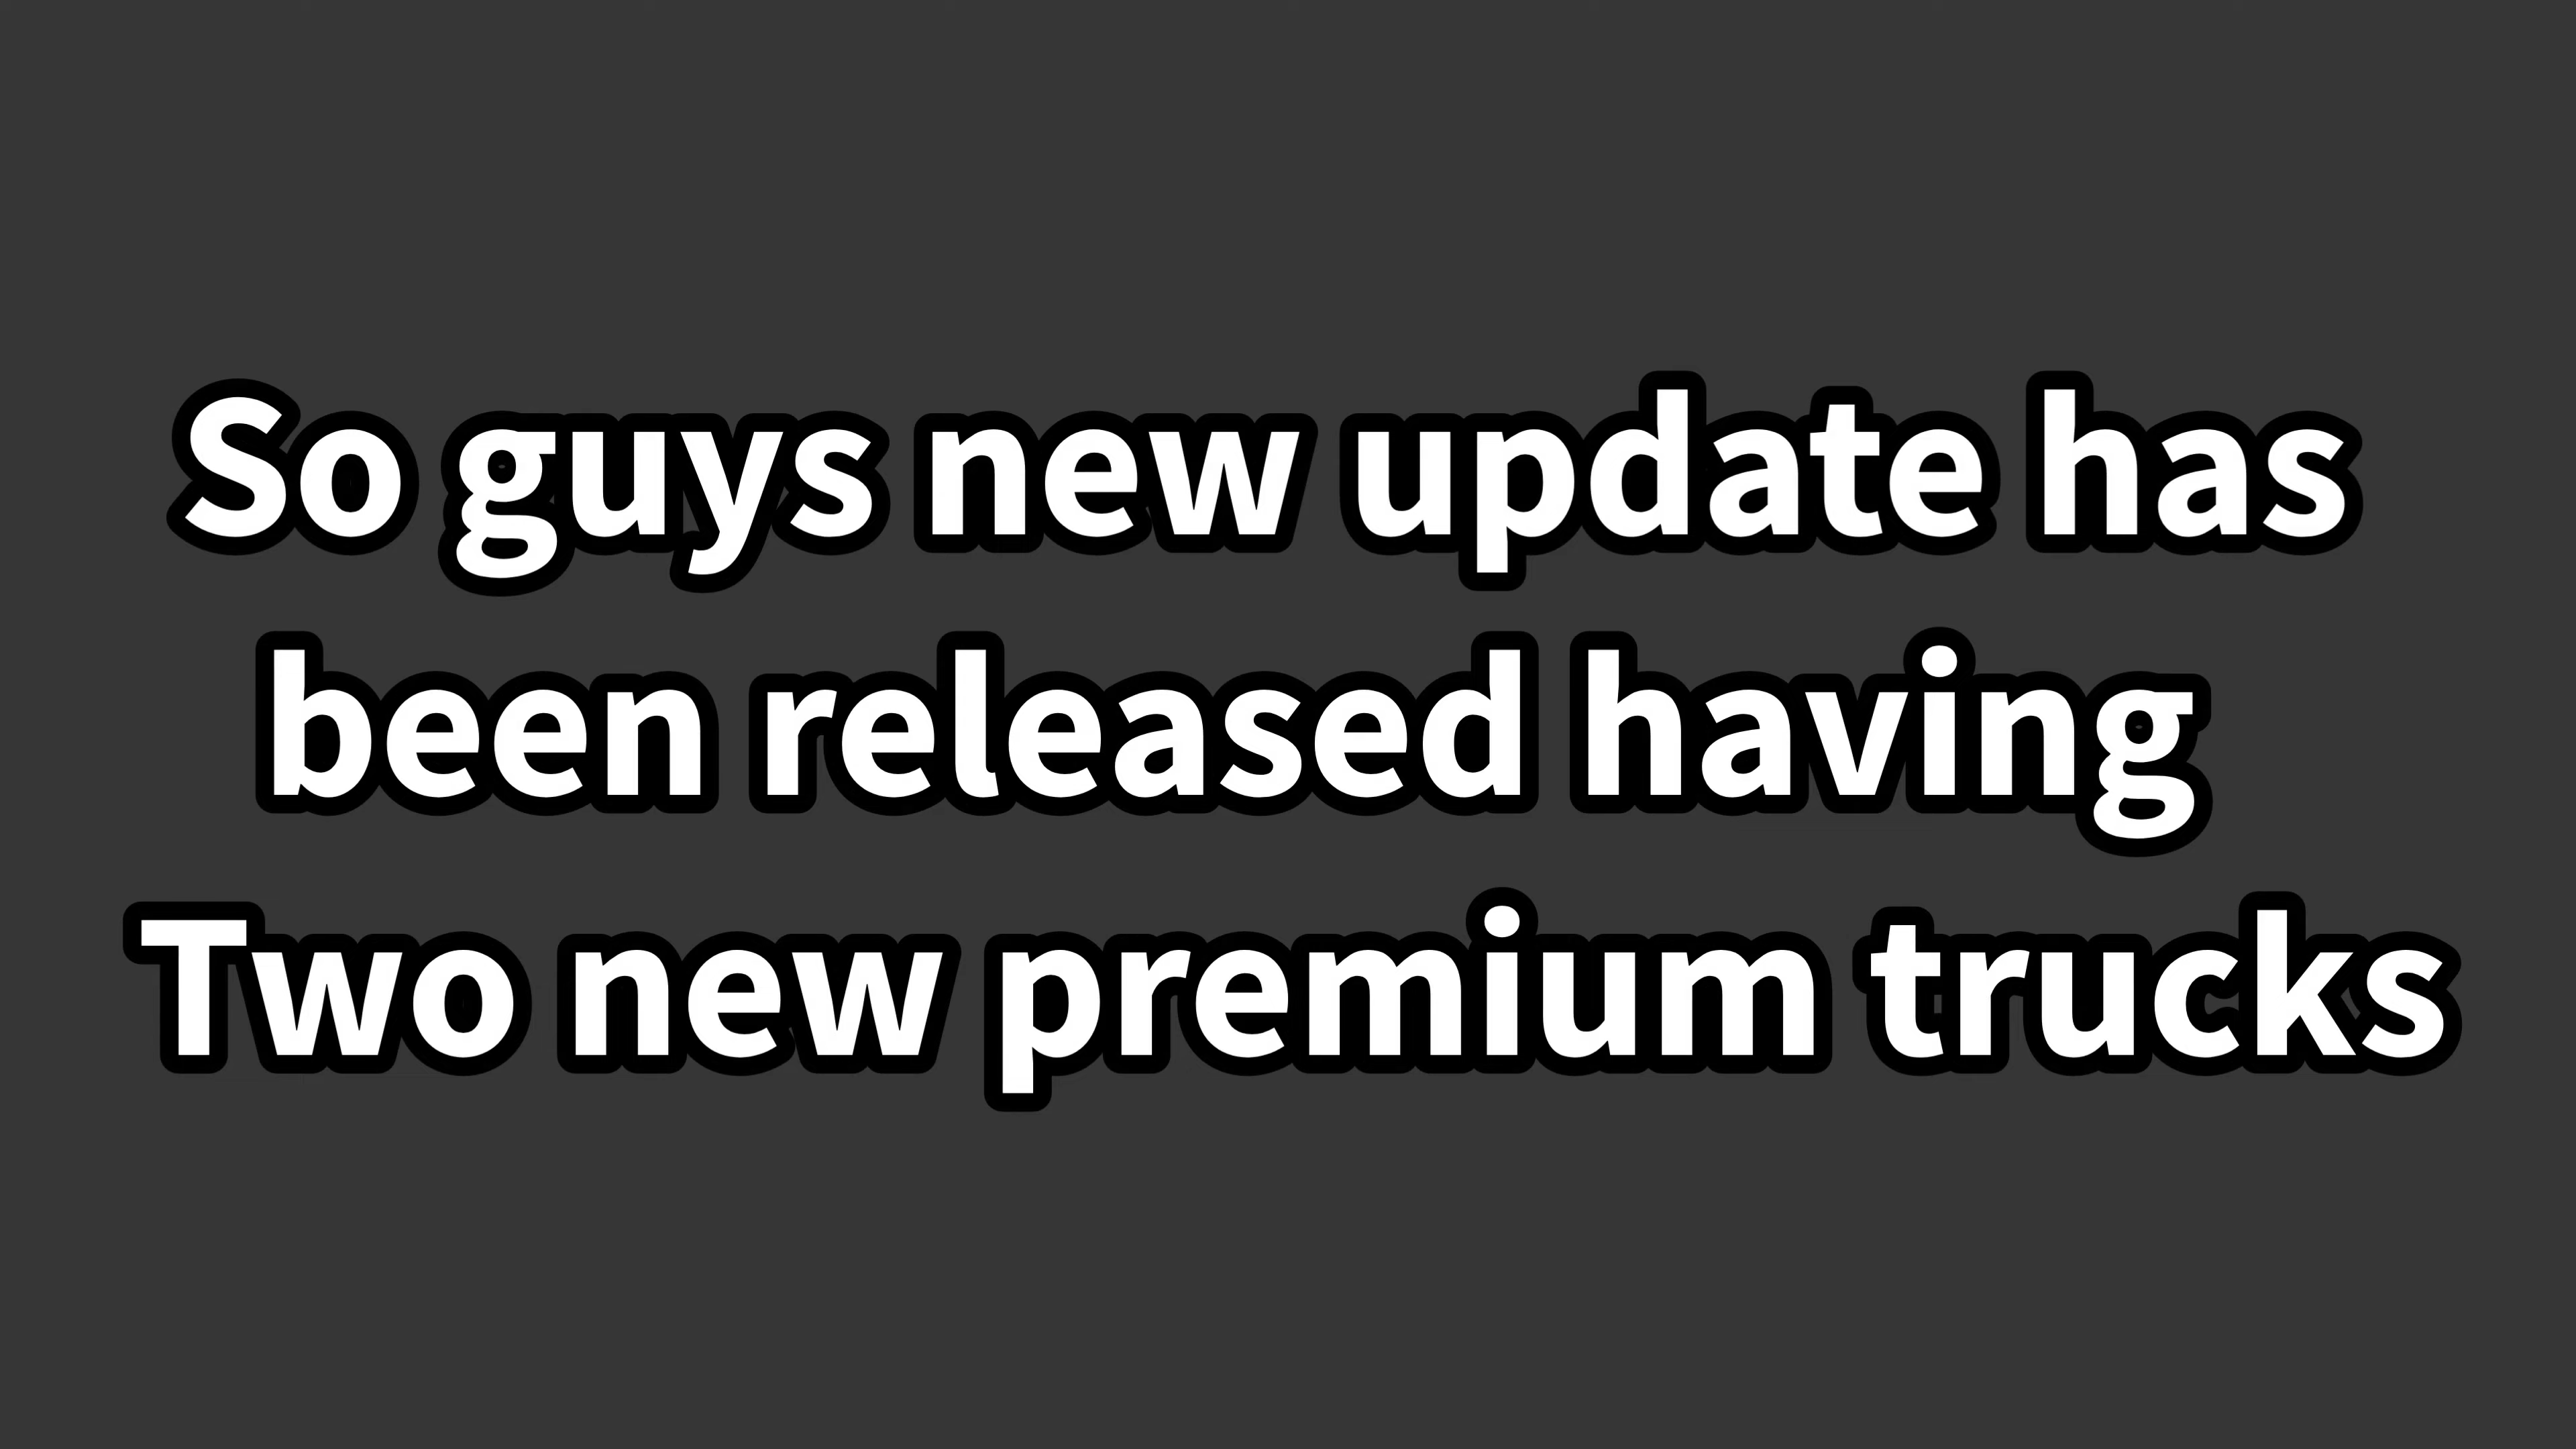 So guys new update has
been released having
Two new premium trucks